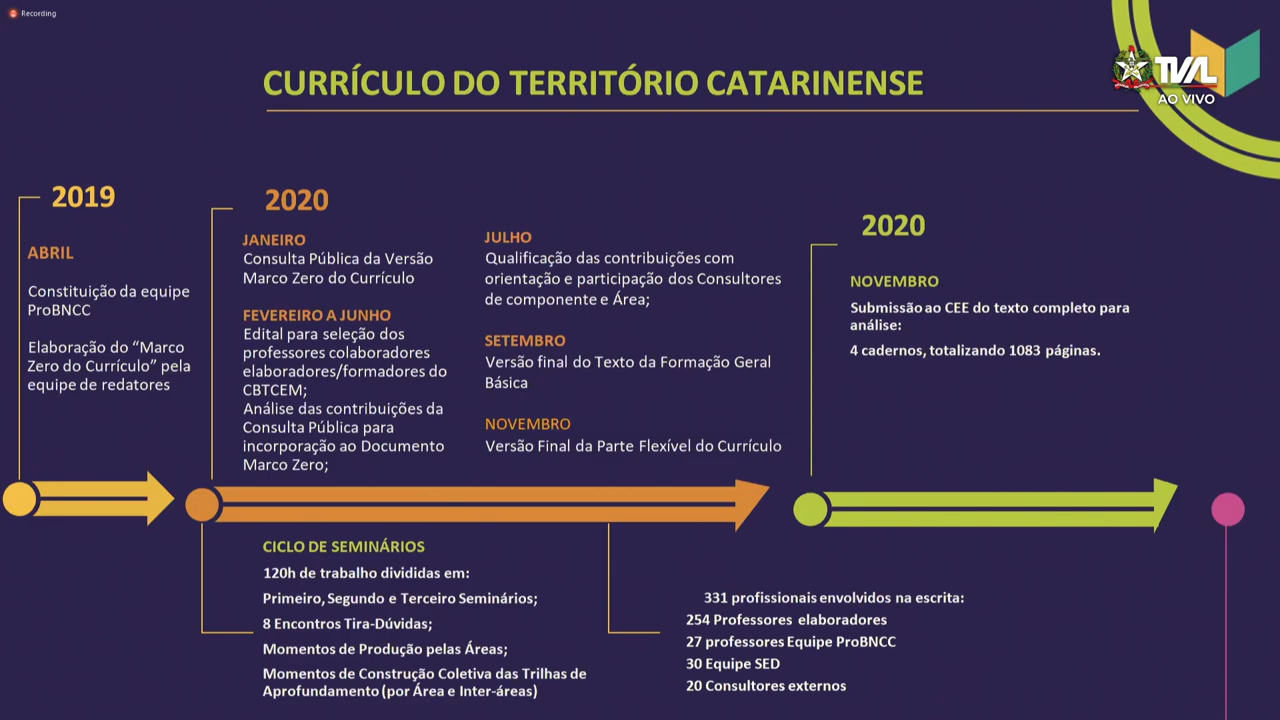 Recording
CURRÍCULO DO TERRITÓRIO CATARINENSE
TVAL
AO VIVO
2019
ABRIL
Constituição da equipe
ProBNCC
Elaboração do “Marco
Zero do Currículo” pela
equipe de redatores
2020
JANEIRO
Consulta Pública da Versão
Marco Zero do Currículo
FEVEREIRO A JUNHO
Edital para seleção dos
professores colaboradores
elaboradores/formadores do
CBTCEM;
Análise das contribuições da
Consulta Pública para
incorporação ao Documento
Marco Zero;
JULHO
Qualificação das contribuições com
orientação e participação dos Consultores
de componente e Área;
SETEMBRO
Versão final do Texto da Formação Geral
Básica
NOVEMBRO
Versão Final da Parte Flexível do Currículo
2020
NOVEMBRO
Submissão ao CEE do texto completo para
análise:
4 cadernos, totalizando 1083 páginas.
CICLO DE SEMINÁRIOS
120h de trabalho divididas em:
Primeiro, Segundo e Terceiro Seminários;
8 Encontros Tira-Dúvidas;
Momentos de Produção pelas Áreas;
Momentos de Construção Coletiva das Trilhas de
Aprofundamento (por Área e Inter-áreas)
331 profissionais envolvidos na escrita:
254 Professores elaboradores
27 professores Equipe ProBNCC
30 Equipe SED
20 Consultores externos